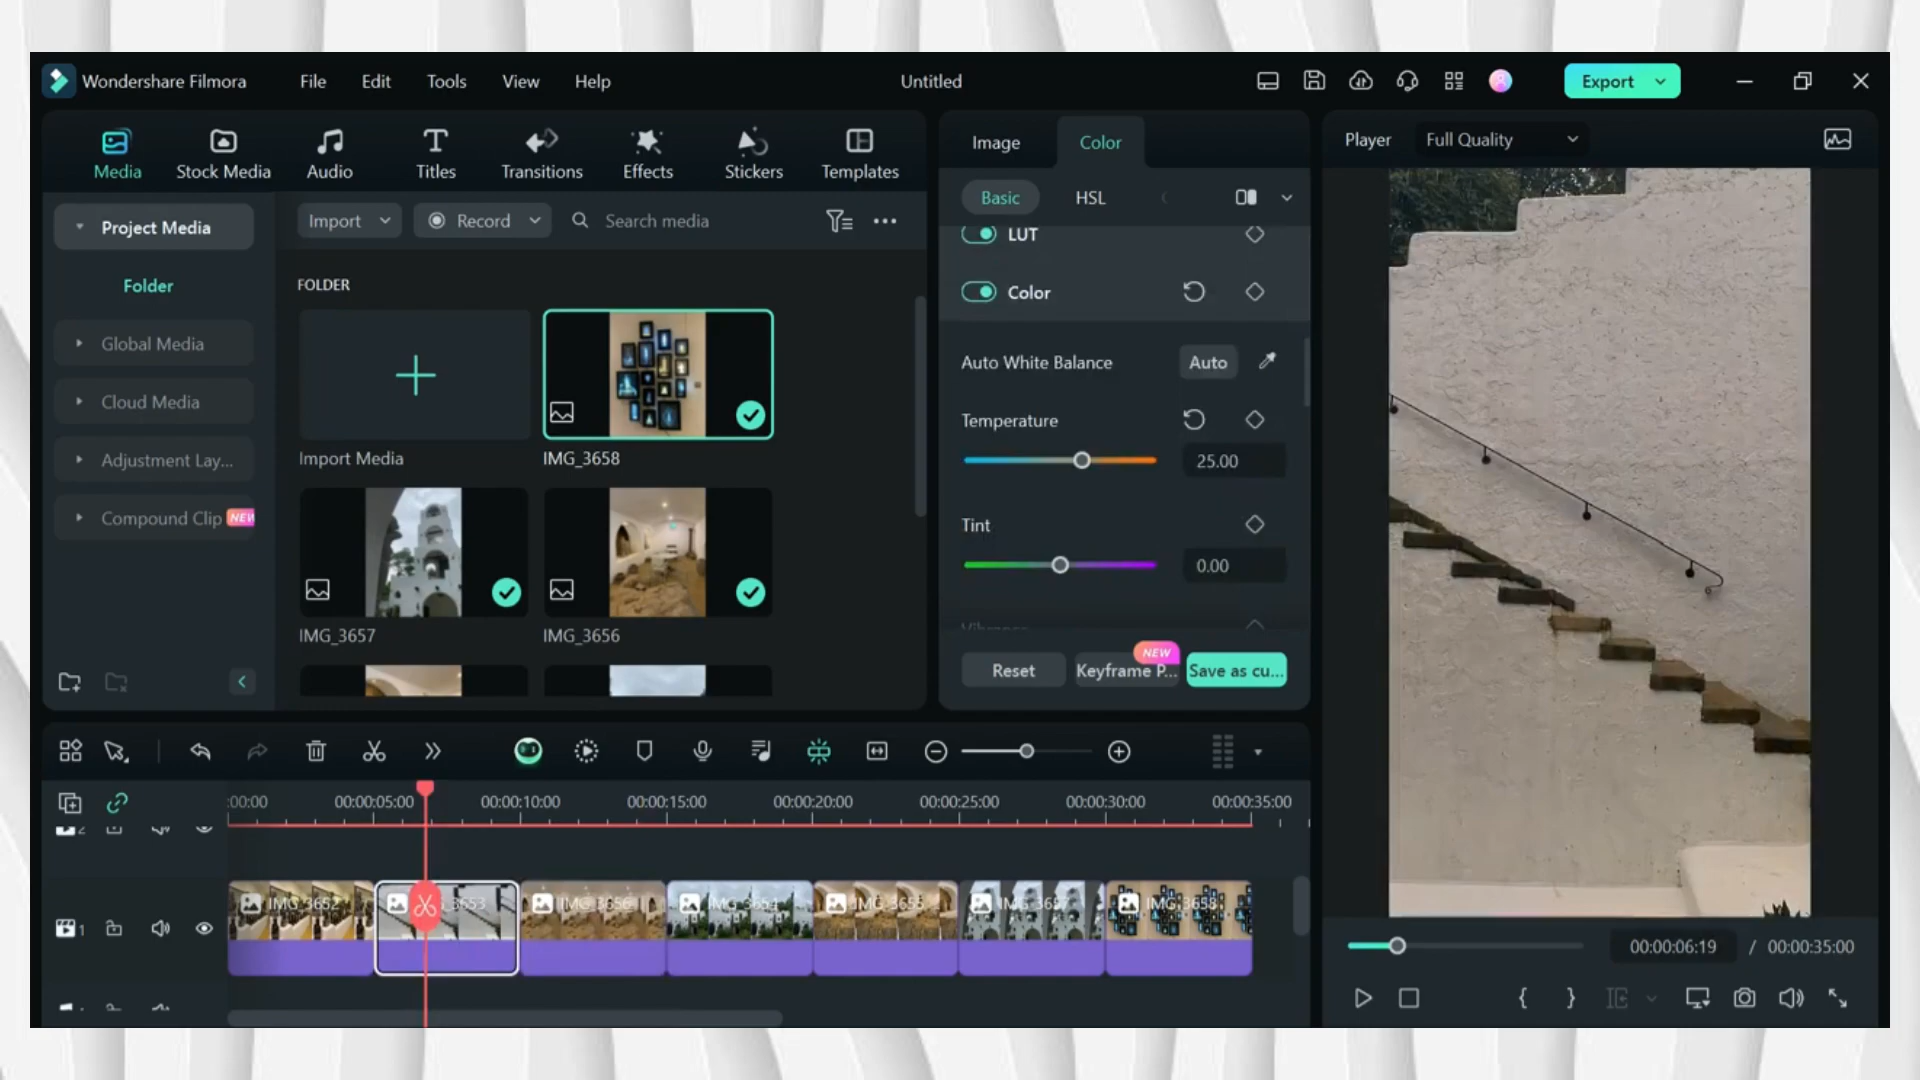 Wondershare Filmora File Edit Tools View Help Untitled Export
Media Stock Media Audio Titles Transitions Effects Stickers Templates
Project Media
Folder
Global Media
Cloud Media
Adjustment Lay...
Compound Clip NEW
Import Record Search media
FOLDER
Import Media IMG_3658
IMG_3657 IMG_3656
Image Color
Basic HSL
LUT
Color
Auto White Balance Auto
Temperature
25.00
Tint
0.00
NEW
Reset Keyframe P... Save as cu...
Player Full Quality
00:00:06:19 / 00:00:35:00
:00:00 00:00:05:00 00:00:10:00 00:00:15:00 00:00:20:00 00:00:25:00 00:00:30:00 00:00:35:00
2
1 IMG_3652 3653 IMG_3656 IMG_3654 IMG_3655 IMG_3657 IMG_3658